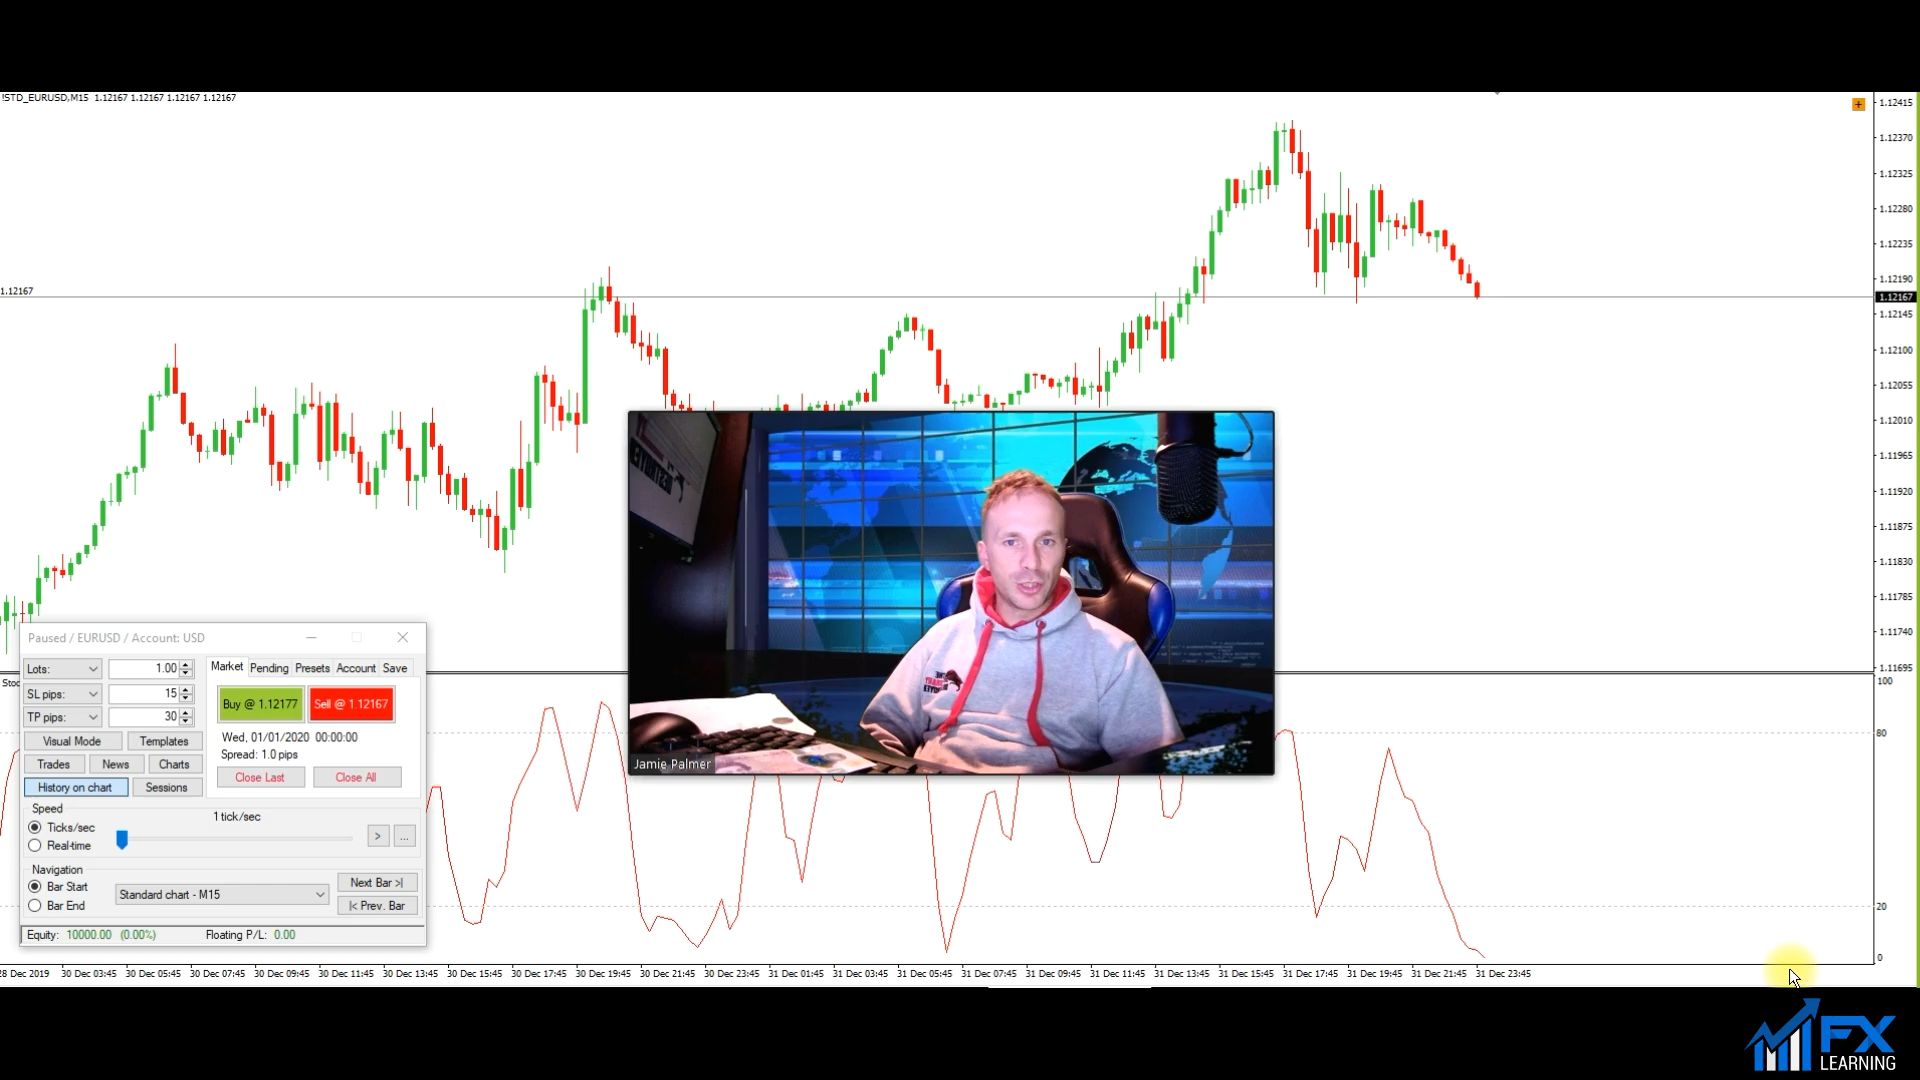 !STD_EURUSD,M15 1.12167 1.12167 1.12167 1.12167
1.12415
1.12370
1.12325
1.12280
1.12235
1.12190
1.12167
1.12167
1.12145
1.12100
1.12055
1.12010
1.11965
1.11920
1.11875
1.11830
1.11785
1.11740
1.11695
Paused / EURUSD / Account: USD
Lots: 1.00
SL pips: 15
TP pips: 30
Market Pending Presets Account Save
Buy @ 1.12177 Sell @ 1.12167
Wed, 01/01/2020 00:00:00
Spread: 1.0 pips
Close Last Close All
Visual Mode Templates
Trades News Charts
History on chart Sessions
Speed
1 tick/sec
Ticks/sec
Real-time
> ...
Navigation
Bar Start
Bar End
Standard chart - M15
Next Bar >|
|< Prev. Bar
Equity: 10000.00 (0.00%) Floating P/L: 0.00
Stoc
100
80
20
0
Jamie Palmer
28 Dec 2019 30 Dec 03:45 30 Dec 05:45 30 Dec 07:45 30 Dec 09:45 30 Dec 11:45 30 Dec 13:45 30 Dec 15:45 30 Dec 17:45 30 Dec 19:45 30 Dec 21:45 30 Dec 23:45 31 Dec 01:45 31 Dec 03:45 31 Dec 05:45 31 Dec 07:45 31 Dec 09:45 31 Dec 11:45 31 Dec 13:45 31 Dec 15:45 31 Dec 17:45 31 Dec 19:45 31 Dec 21:45 31 Dec 23:45
FX
LEARNING